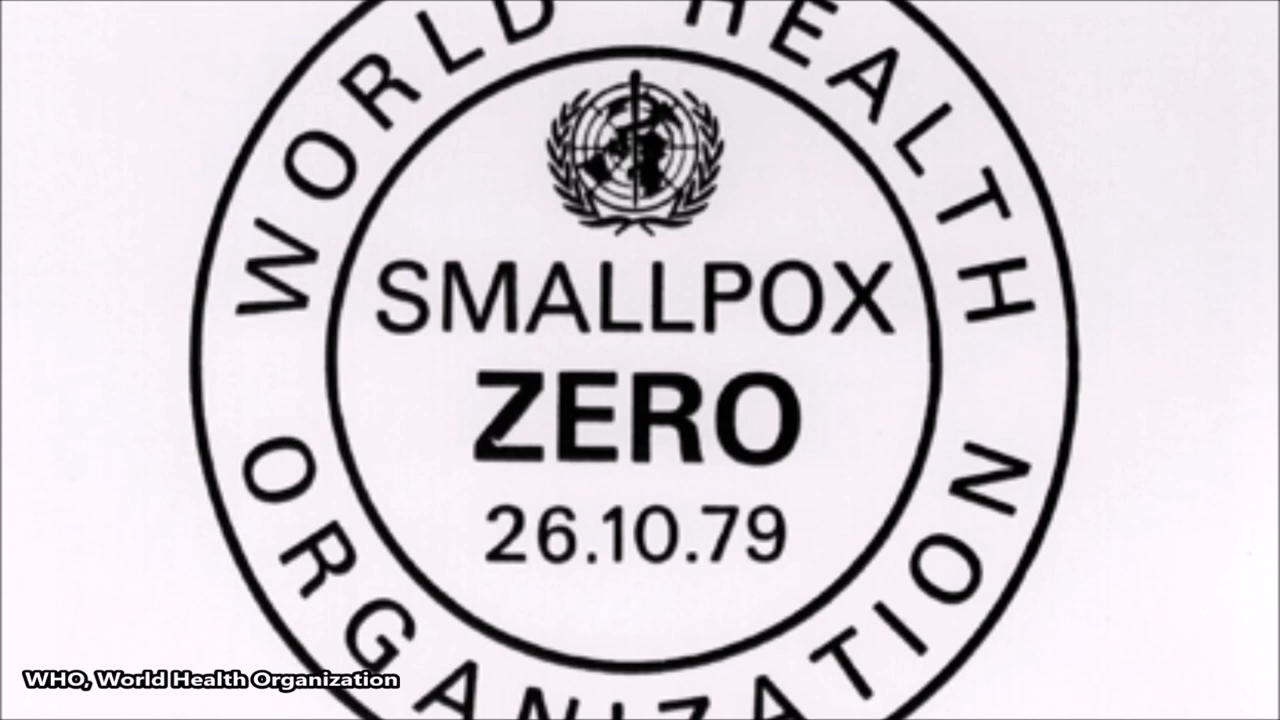 WORLD HEALTH
SMALLPOX
ZERO
26.10.79
ORGANIZATION
WHO, World Health Organization